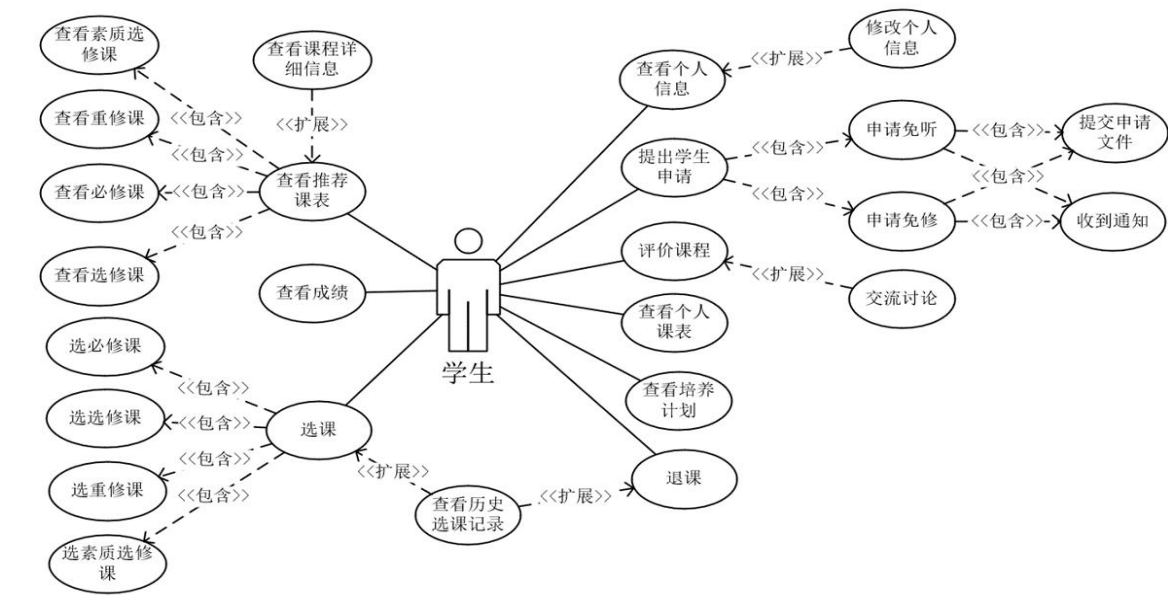 查看素质选
修课
查看重修课
查看必修课
查看选修课
<<包含>>
<<包含>>
<<包含>>
<<包含>>
查看课程详
细信息
<<扩展>>
查看推荐
课表
查看成绩
选必修课
选选修课
选重修课
选素质选修
课
<<包含>>
<<包含>>
<<包含>>
<<包含>>
选课
<<扩展>>
查看历史
选课记录
<<扩展>>
学生
查看个人
信息
<<扩展>>
修改个人
信息
提出学生
申请
<<包含>>
<<包含>>
申请免听
申请免修
<<包含>>
<<包含>>
<<包含>>
提交申请
文件
收到通知
评价课程
<<扩展>>
交流讨论
查看个人
课表
查看培养
计划
退课